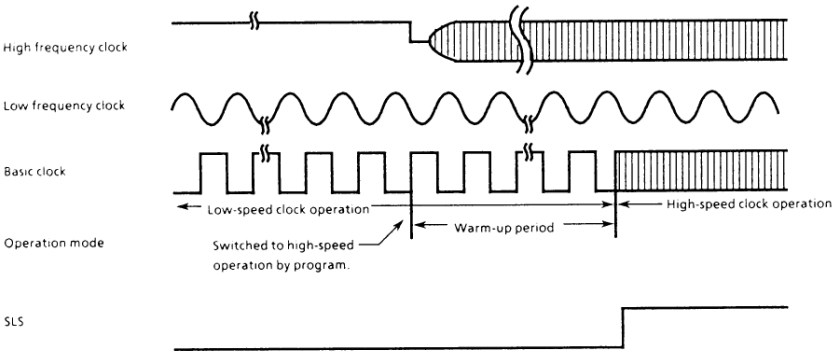 High frequency clock
Low frequency clock
Basic clock
Low-speed clock operation
High-speed clock operation
Warm-up period
Operation mode
Switched to high-speed
operation by program.
SLS